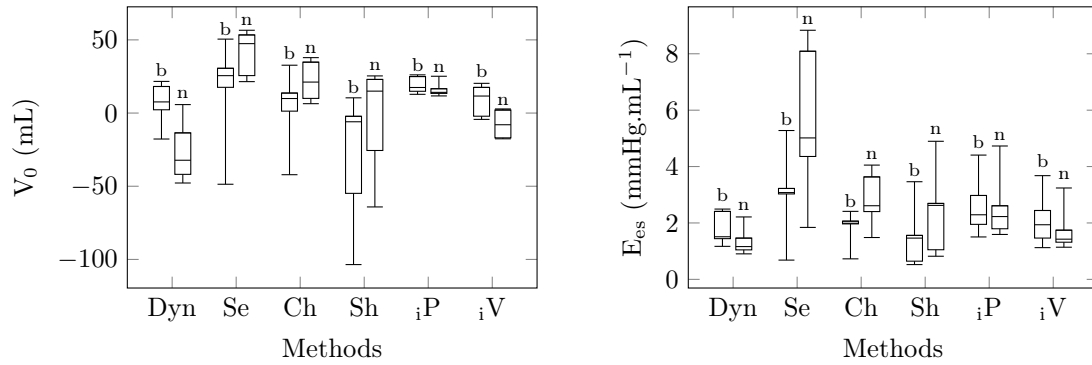 V₀ (mL)
50
0
−50
−100
b n b n b n b n b n b n
Dyn Se Ch Sh ᵢP ᵢV
Methods
E_es (mmHg.mL⁻¹)
8
6
4
2
0
b n b n b n b n b n b n
Dyn Se Ch Sh ᵢP ᵢV
Methods